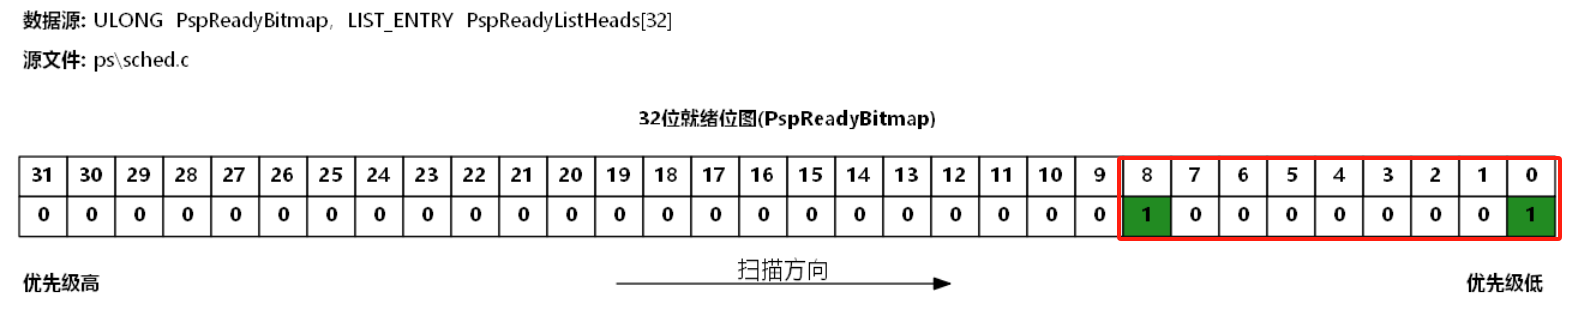 数据源: ULONG PspReadyBitmap, LIST_ENTRY PspReadyListHeads[32]
源文件: ps\sched.c
32位就绪位图(PspReadyBitmap)
31 30 29 28 27 26 25 24 23 22 21 20 19 18 17 16 15 14 13 12 11 10 9 8 7 6 5 4 3 2 1 0
0 0 0 0 0 0 0 0 0 0 0 0 0 0 0 0 0 0 0 0 0 0 0 1 0 0 0 0 0 0 0 1
优先级高 扫描方向 优先级低